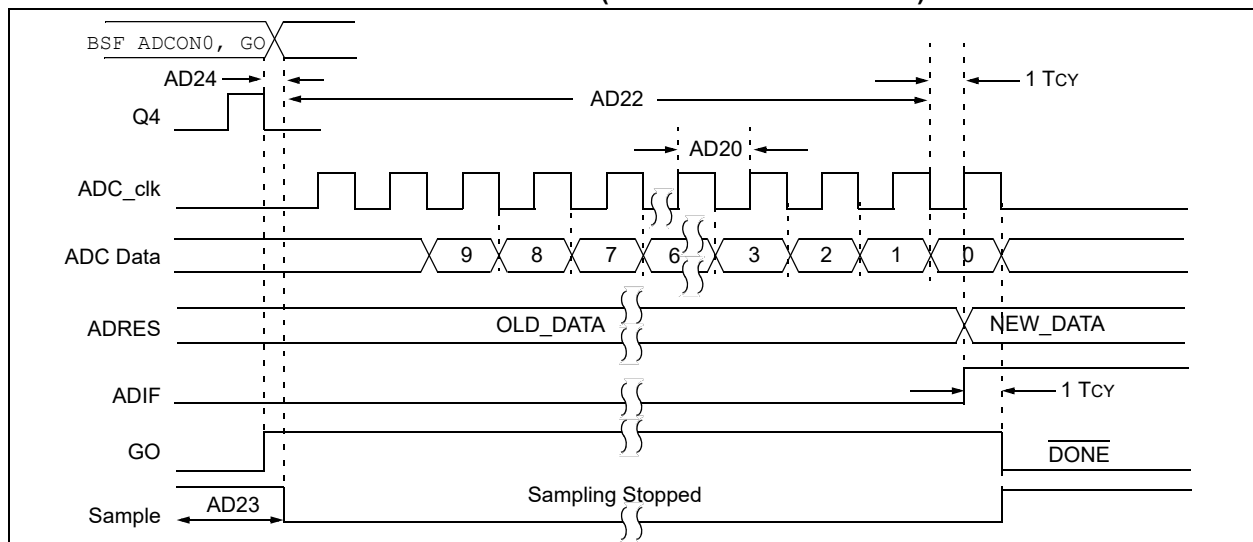 BSF ADCON0, GO
AD24
1 TCY
AD22
Q4
AD20
ADC_clk
ADC Data 9 8 7 6 3 2 1 0
ADRES OLD_DATA NEW_DATA
ADIF 1 TCY
GO DONE
Sampling Stopped
AD23
Sample